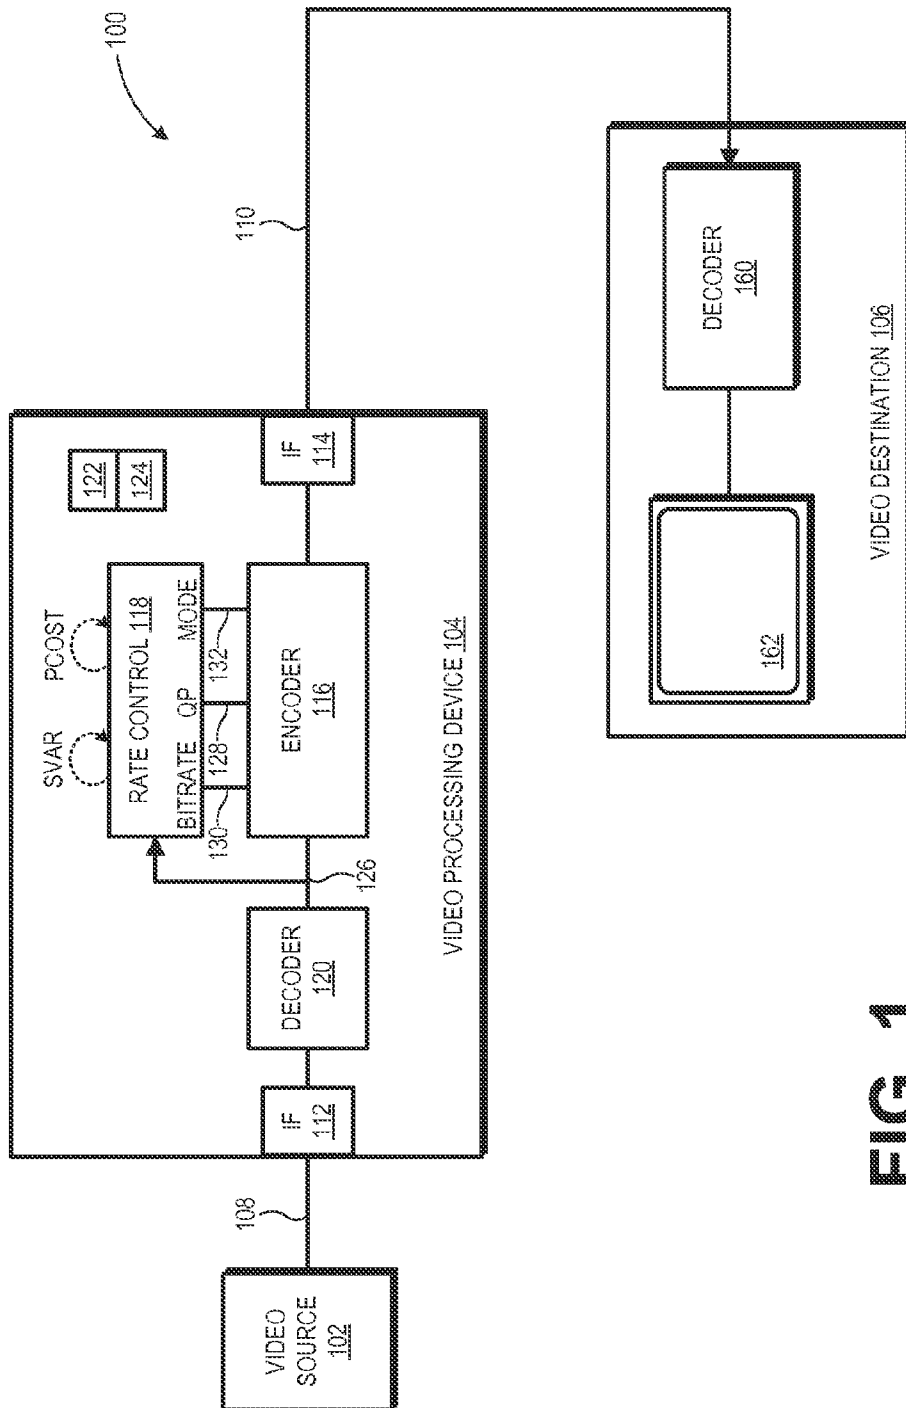 100
VIDEO
SOURCE
102
108
IF
112
DECODER
120
126
SVAR
PCOST
RATE CONTROL 118
BITRATE QP MODE
130
128
132
ENCODER
116
122
124
IF
114
VIDEO PROCESSING DEVICE 104
110
DECODER
160
162
VIDEO DESTINATION 106
FIG. 1